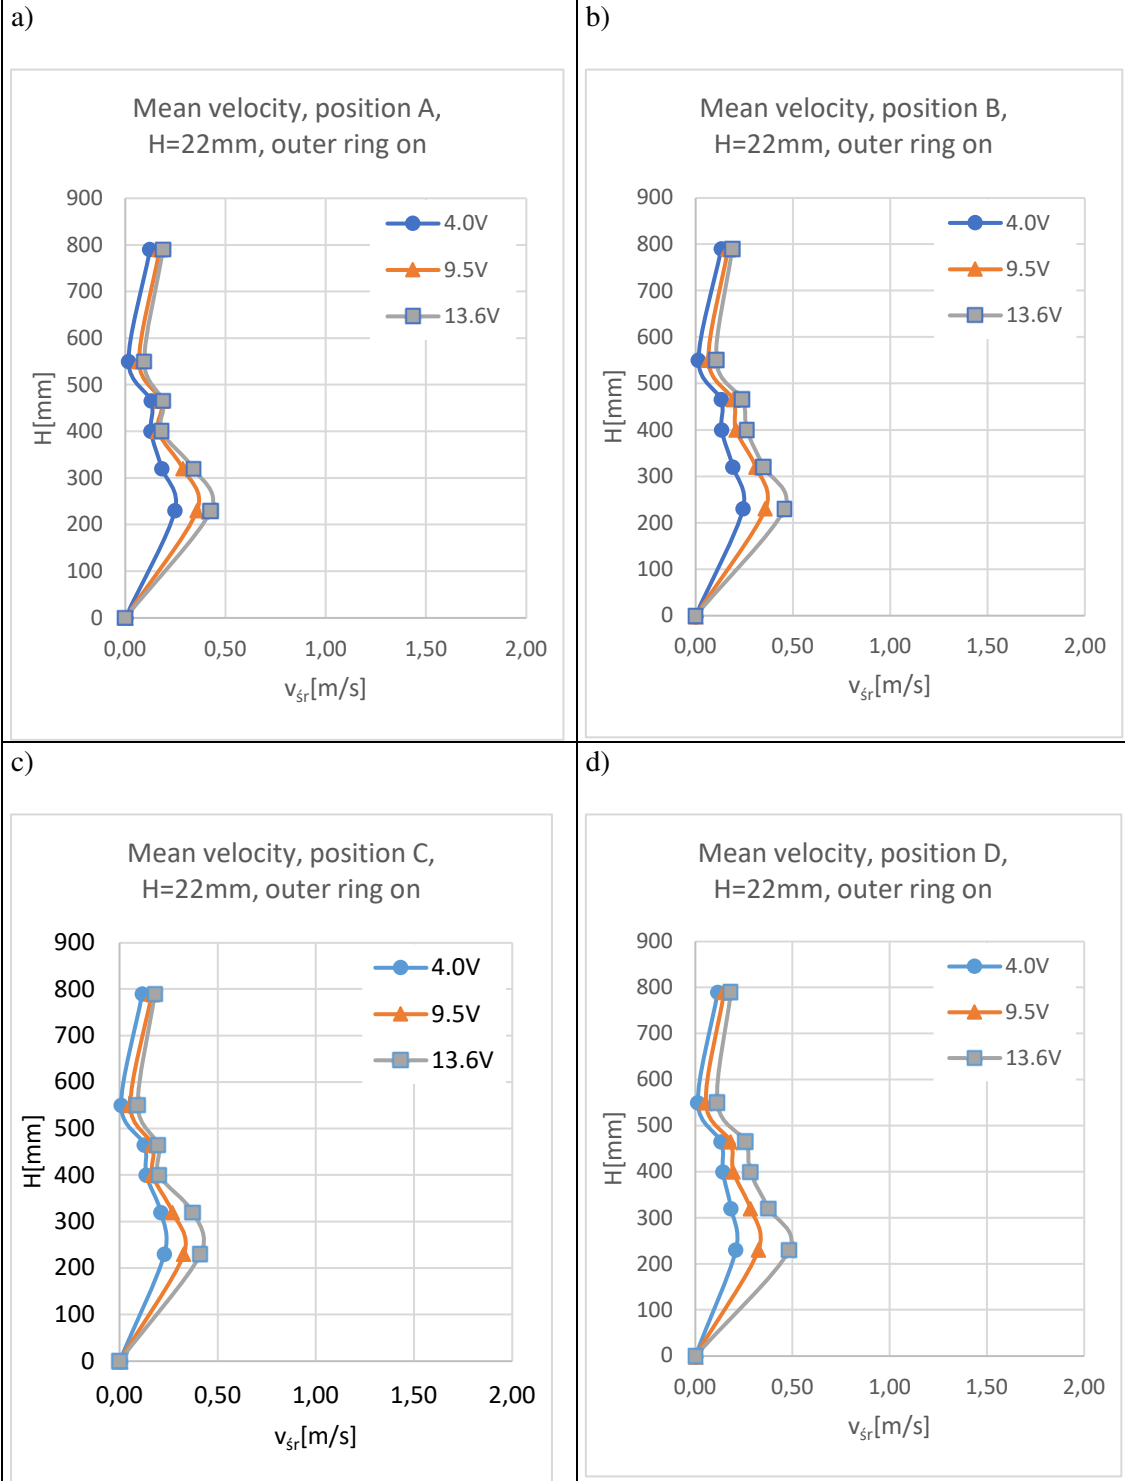 a)
Mean velocity, position A,
H=22mm, outer ring on
900
800
700
600
500
400
300
200
100
0
H[mm]
4.0V
9.5V
13.6V
0,00 0,50 1,00 1,50 2,00
vśr[m/s]
b)
Mean velocity, position B,
H=22mm, outer ring on
900
800
700
600
500
400
300
200
100
0
H[mm]
4.0V
9.5V
13.6V
0,00 0,50 1,00 1,50 2,00
vśr[m/s]
c)
Mean velocity, position C,
H=22mm, outer ring on
900
800
700
600
500
400
300
200
100
0
H[mm]
4.0V
9.5V
13.6V
0,00 0,50 1,00 1,50 2,00
vśr[m/s]
d)
Mean velocity, position D,
H=22mm, outer ring on
900
800
700
600
500
400
300
200
100
0
H[mm]
4.0V
9.5V
13.6V
0,00 0,50 1,00 1,50 2,00
vśr[m/s]